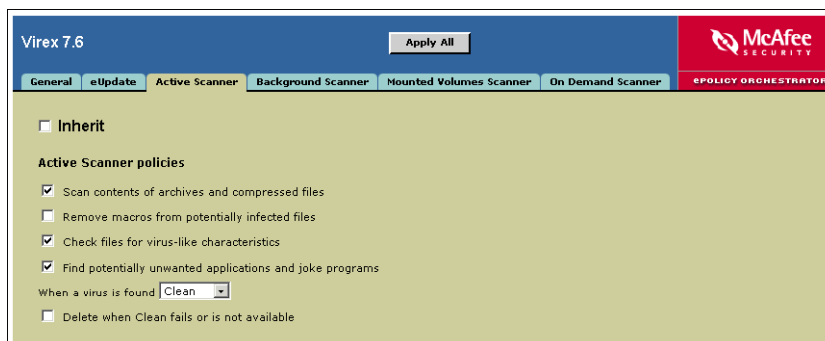 Virex 7.6
Apply All
McAfee
SECURITY
General eUpdate Active Scanner Background Scanner Mounted Volumes Scanner On Demand Scanner
ePOLICY ORCHESTRATOR
Inherit
Active Scanner policies
Scan contents of archives and compressed files
Remove macros from potentially infected files
Check files for virus-like characteristics
Find potentially unwanted applications and joke programs
When a virus is found Clean
Delete when Clean fails or is not available